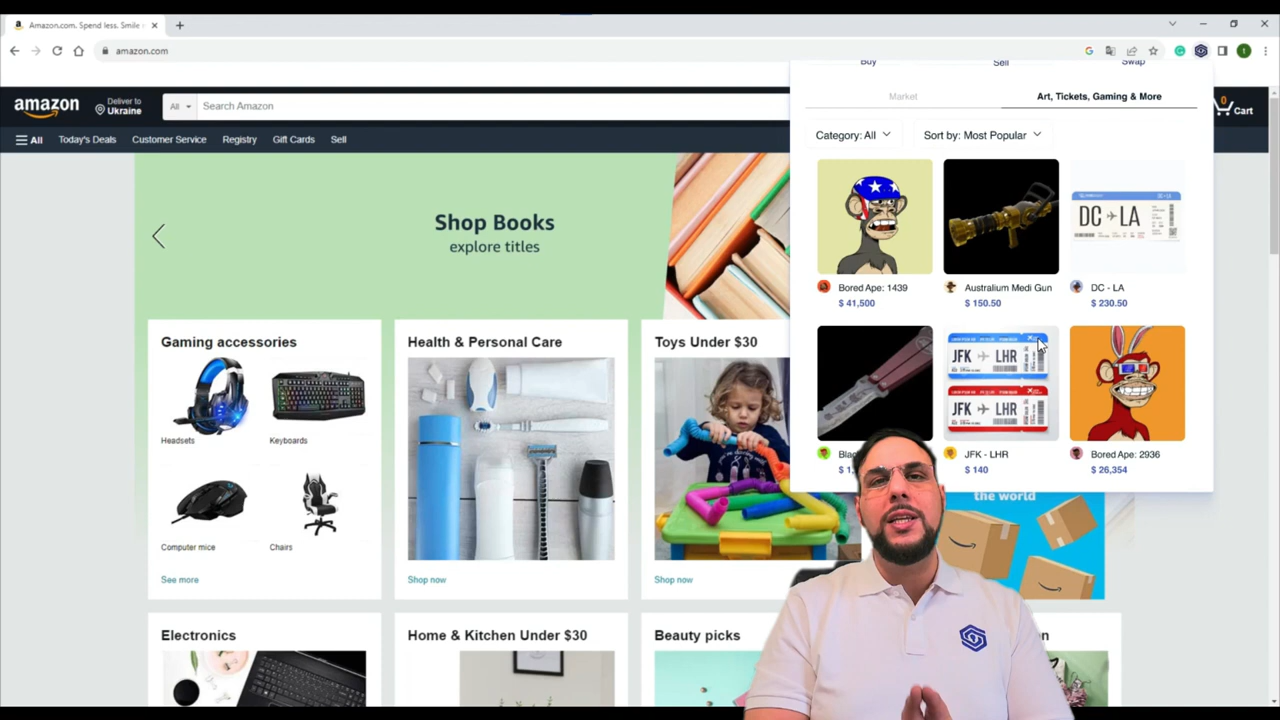 Amazon.com. Spend less. Smile
amazon.com
amazon
Deliver to
Ukraine
All
Search Amazon
0
Cart
All
Today's Deals
Customer Service
Registry
Gift Cards
Sell
Buy
Sell
Swap
Market
Art, Tickets, Gaming & More
Category: All
Sort by: Most Popular
Shop Books
explore titles
DC LA
Bored Ape: 1439
Australium Medi Gun
DC - LA
$ 41,500
$ 150.50
$ 230.50
JFK LHR
JFK LHR
JFK - LHR
Bored Ape: 2936
$ 140
$ 26,354
the world
Gaming accessories
Headsets
Keyboards
Computer mice
Chairs
See more
Health & Personal Care
Shop now
Toys Under $30
Shop now
Electronics
Home & Kitchen Under $30
Beauty picks